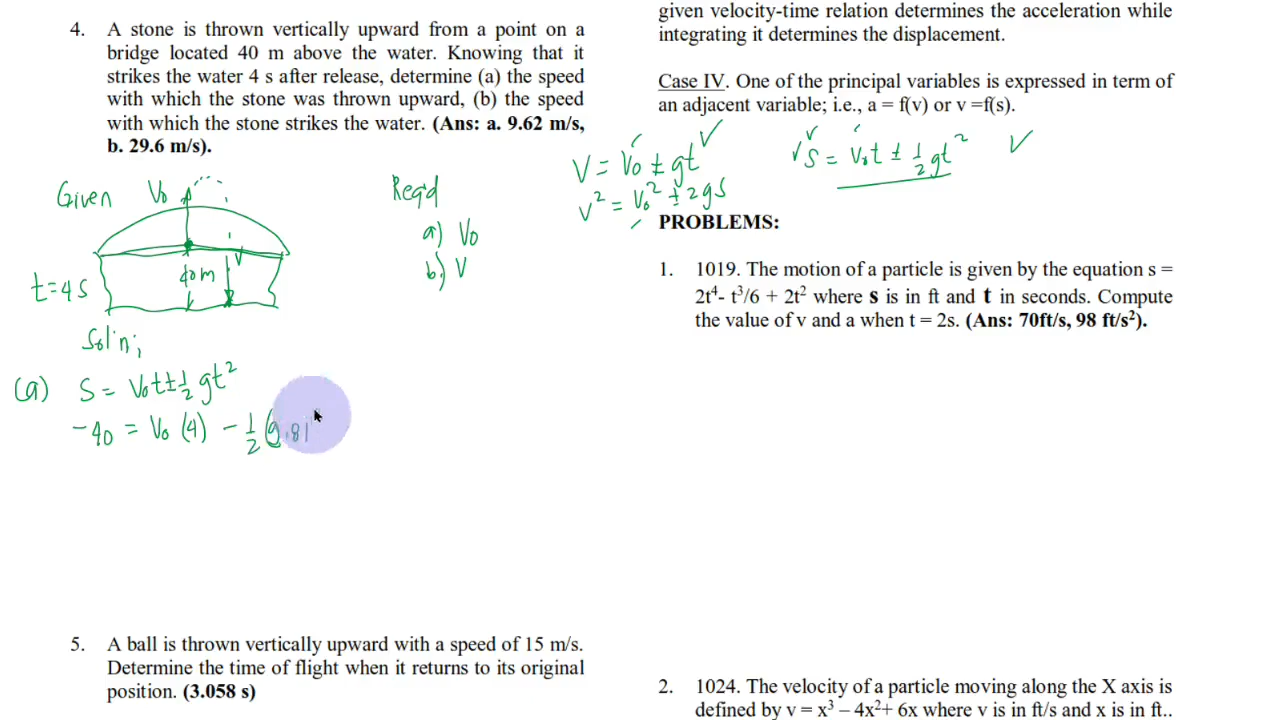 4. A stone is thrown vertically upward from a point on a
bridge located 40 m above the water. Knowing that it
strikes the water 4 s after release, determine (a) the speed
with which the stone was thrown upward, (b) the speed
with which the stone strikes the water. (Ans: a. 9.62 m/s,
b. 29.6 m/s).
Given
V₀
40m
V
t=4s
Req'd
a) V₀
b) V
Sol'n;
(a) S = V₀t ± ½ gt²
-40 = V₀ (4) - ½ (9.81
5. A ball is thrown vertically upward with a speed of 15 m/s.
Determine the time of flight when it returns to its original
position. (3.058 s)
given velocity-time relation determines the acceleration while
integrating it determines the displacement.
Case IV. One of the principal variables is expressed in term of
an adjacent variable; i.e., a = f(v) or v =f(s).
V = V₀ ± gt
V² = V₀² ± 2gs
S = V₀t ± ½ gt²
PROBLEMS:
1. 1019. The motion of a particle is given by the equation s =
2t⁴- t³/6 + 2t² where s is in ft and t in seconds. Compute
the value of v and a when t = 2s. (Ans: 70ft/s, 98 ft/s²).
2. 1024. The velocity of a particle moving along the X axis is
defined by v = x³ – 4x²+ 6x where v is in ft/s and x is in ft..